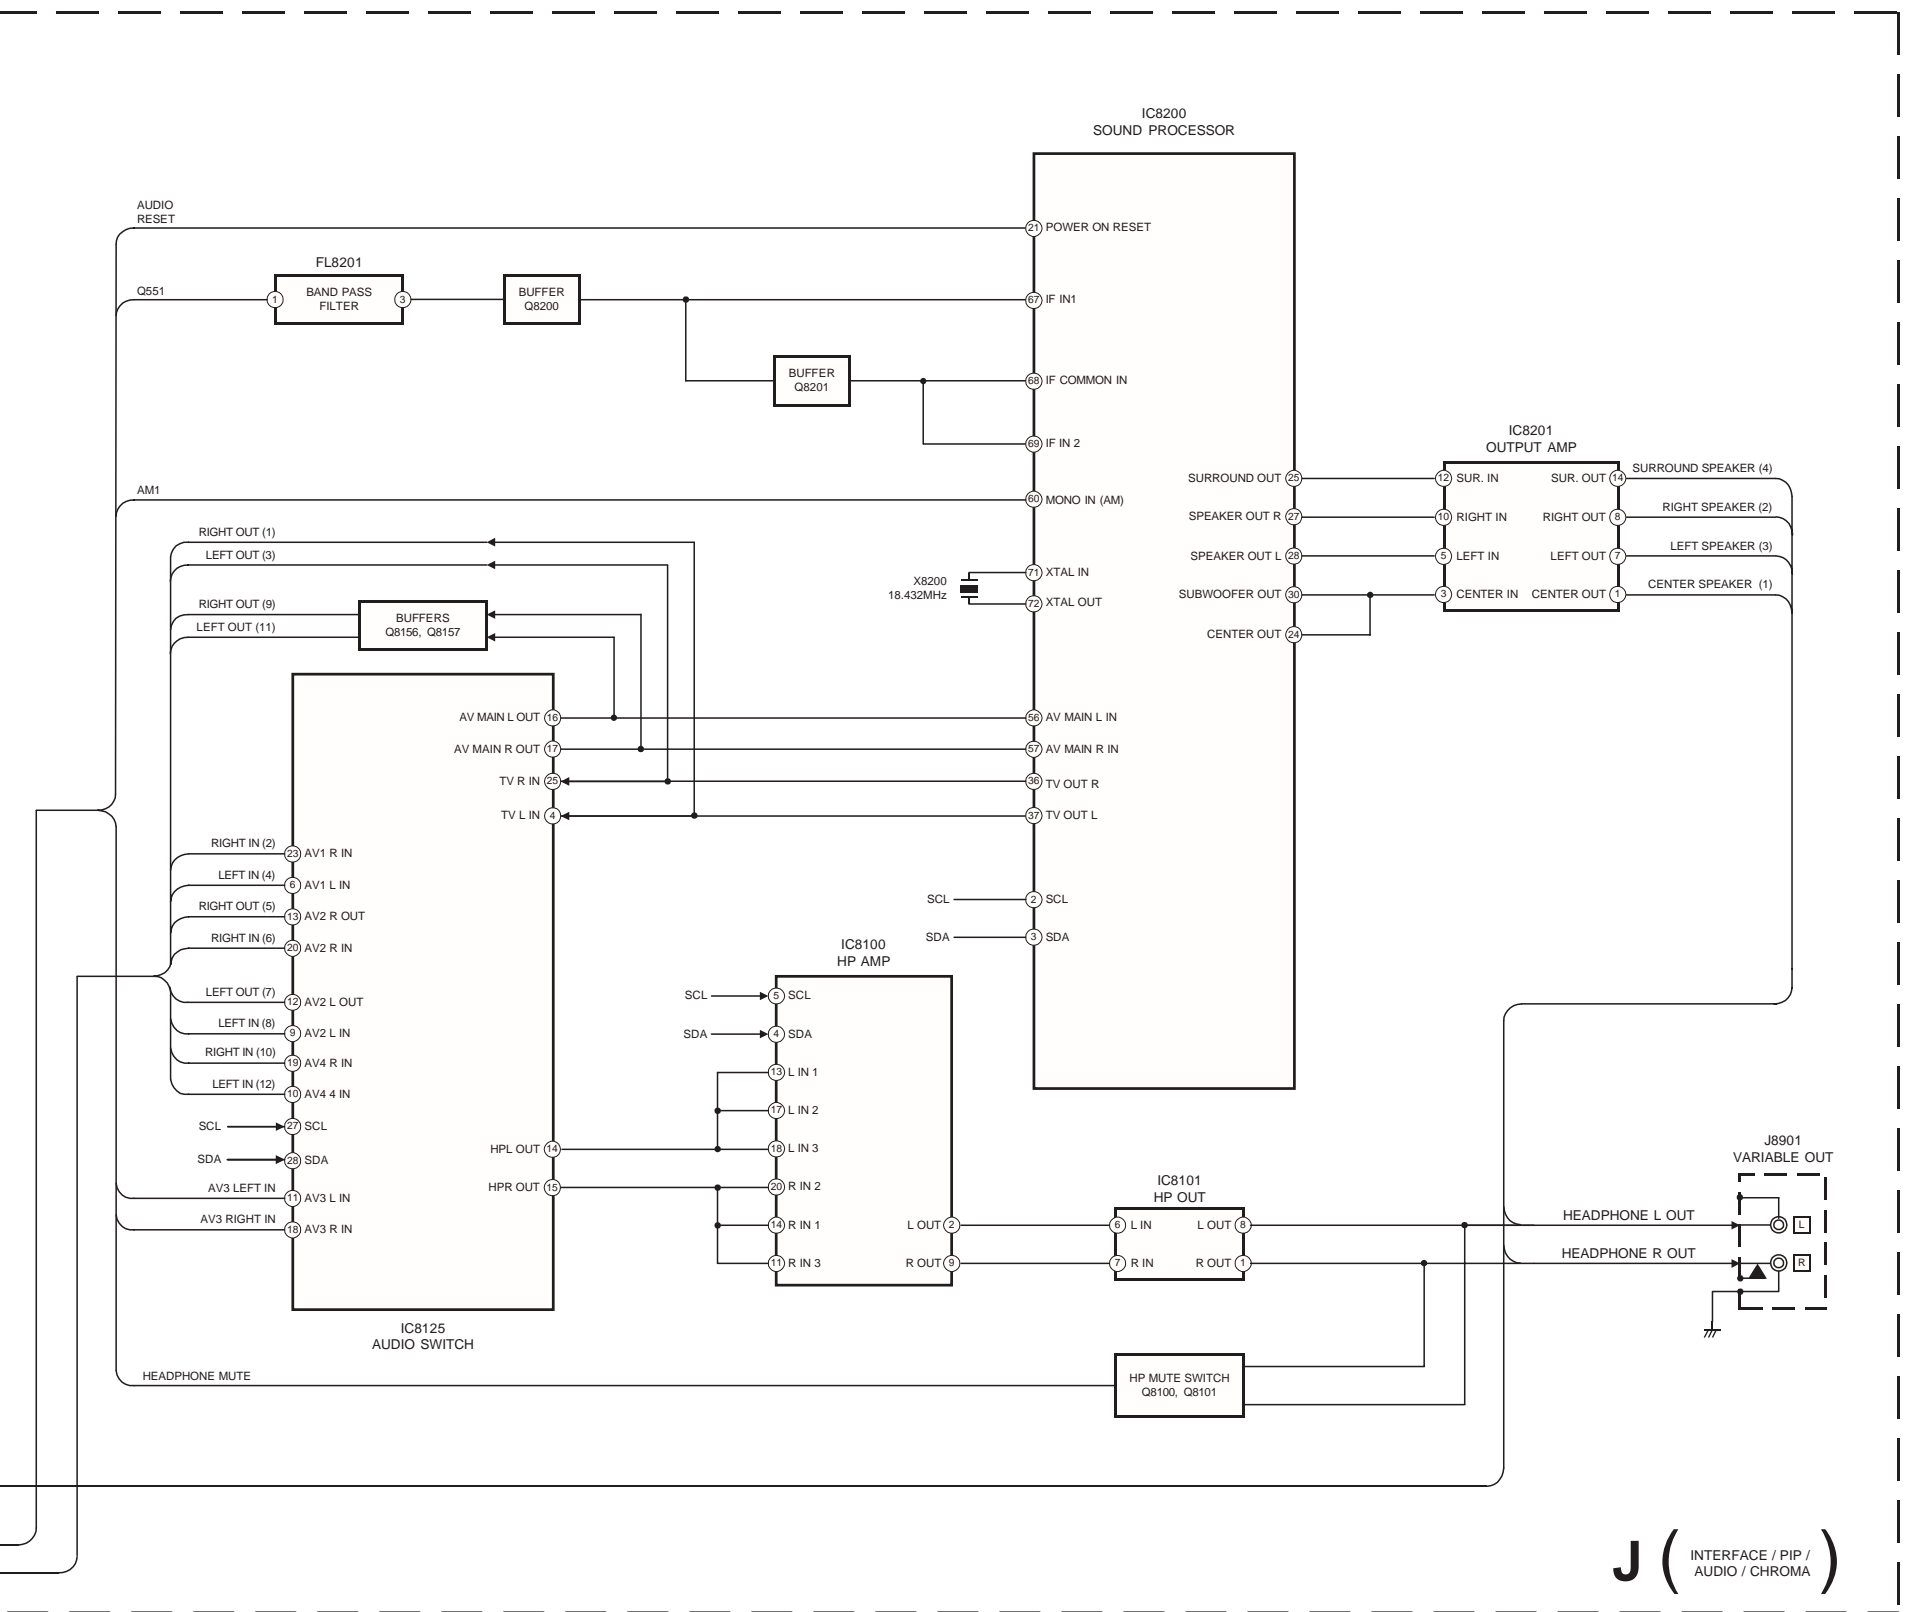 IC8200
SOUND PROCESSOR
AUDIO
RESET
21 POWER ON RESET
FL8201
Q551
1 BAND PASS 3
FILTER
BUFFER
Q8200
67 IF IN1
BUFFER
Q8201
68 IF COMMON IN
69 IF IN 2
IC8201
OUTPUT AMP
SURROUND OUT 25
12 SUR. IN
SUR. OUT 14
SURROUND SPEAKER (4)
AM1
60 MONO IN (AM)
SPEAKER OUT R 27
10 RIGHT IN
RIGHT OUT 8
RIGHT SPEAKER (2)
RIGHT OUT (1)
LEFT OUT (3)
SPEAKER OUT L 28
5 LEFT IN
LEFT OUT 7
LEFT SPEAKER (3)
X8200
18.432MHz
71 XTAL IN
72 XTAL OUT
SUBWOOFER OUT 30
3 CENTER IN
CENTER OUT 1
CENTER SPEAKER (1)
CENTER OUT 24
RIGHT OUT (9)
LEFT OUT (11)
BUFFERS
Q8156, Q8157
AV MAIN L OUT 16
56 AV MAIN L IN
AV MAIN R OUT 17
57 AV MAIN R IN
TV R IN 25
36 TV OUT R
TV L IN 4
37 TV OUT L
RIGHT IN (2)
23 AV1 R IN
LEFT IN (4)
6 AV1 L IN
RIGHT OUT (5)
13 AV2 R OUT
RIGHT IN (6)
20 AV2 R IN
LEFT OUT (7)
12 AV2 L OUT
LEFT IN (8)
9 AV2 L IN
RIGHT IN (10)
19 AV4 R IN
LEFT IN (12)
10 AV4 4 IN
SCL
27 SCL
SDA
28 SDA
AV3 LEFT IN
11 AV3 L IN
AV3 RIGHT IN
18 AV3 R IN
HPL OUT 14
HPR OUT 15
IC8125
AUDIO SWITCH
SCL
2 SCL
SDA
3 SDA
IC8100
HP AMP
SCL
5 SCL
SDA
4 SDA
13 L IN 1
17 L IN 2
18 L IN 3
20 R IN 2
14 R IN 1
11 R IN 3
L OUT 2
R OUT 9
IC8101
HP OUT
6 L IN
L OUT 8
7 R IN
R OUT 1
HEADPHONE L OUT
HEADPHONE R OUT
J8901
VARIABLE OUT
L
R
HEADPHONE MUTE
HP MUTE SWITCH
Q8100, Q8101
J ( INTERFACE / PIP /
AUDIO / CHROMA )